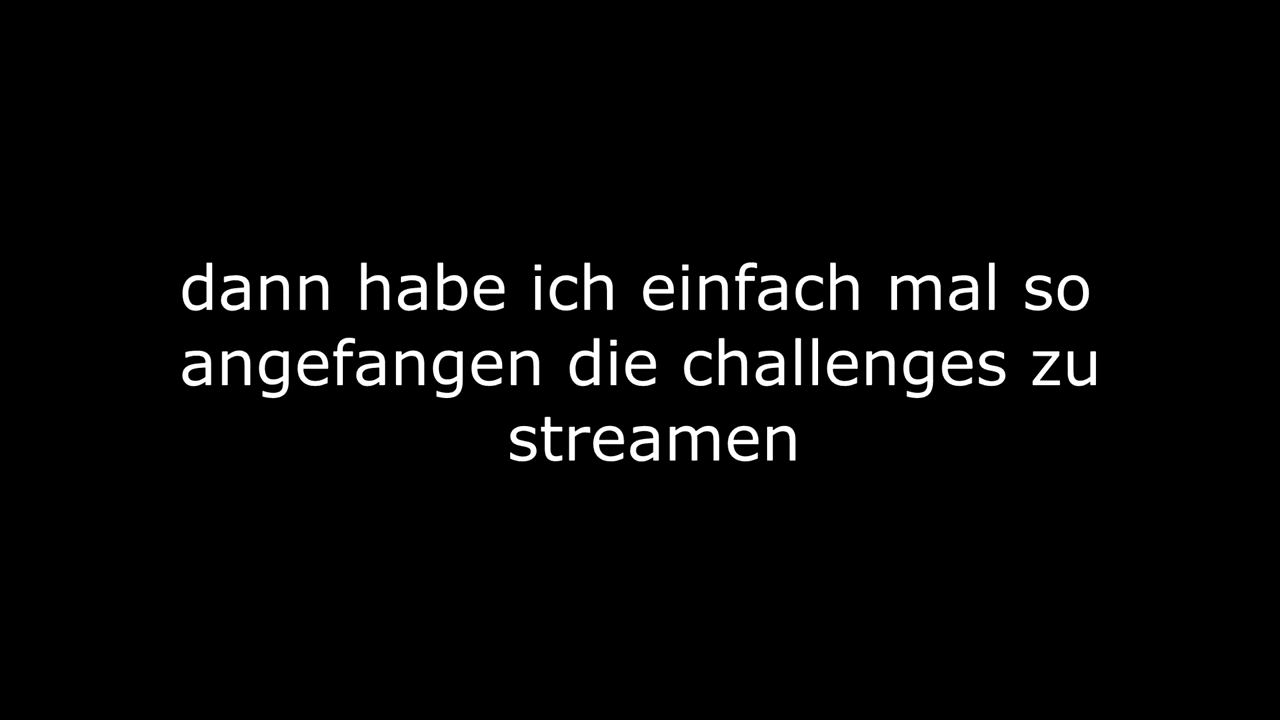 dann habe ich einfach mal so
angefangen die challenges zu
streamen